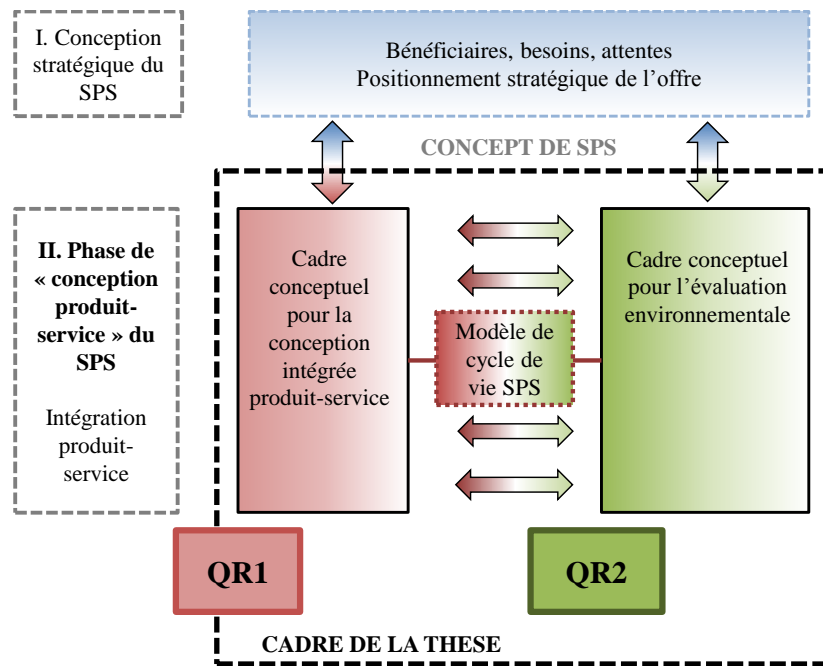 I. Conception
stratégique du
SPS
Bénéficiaires, besoins, attentes
Positionnement stratégique de l’offre
CONCEPT DE SPS
II. Phase de
« conception
produit-
service » du
SPS
Intégration
produit-
service
Cadre
conceptuel
pour la
conception
intégrée
produit-service
Modèle de
cycle de
vie SPS
Cadre conceptuel
pour l’évaluation
environnementale
QR1
QR2
CADRE DE LA THESE